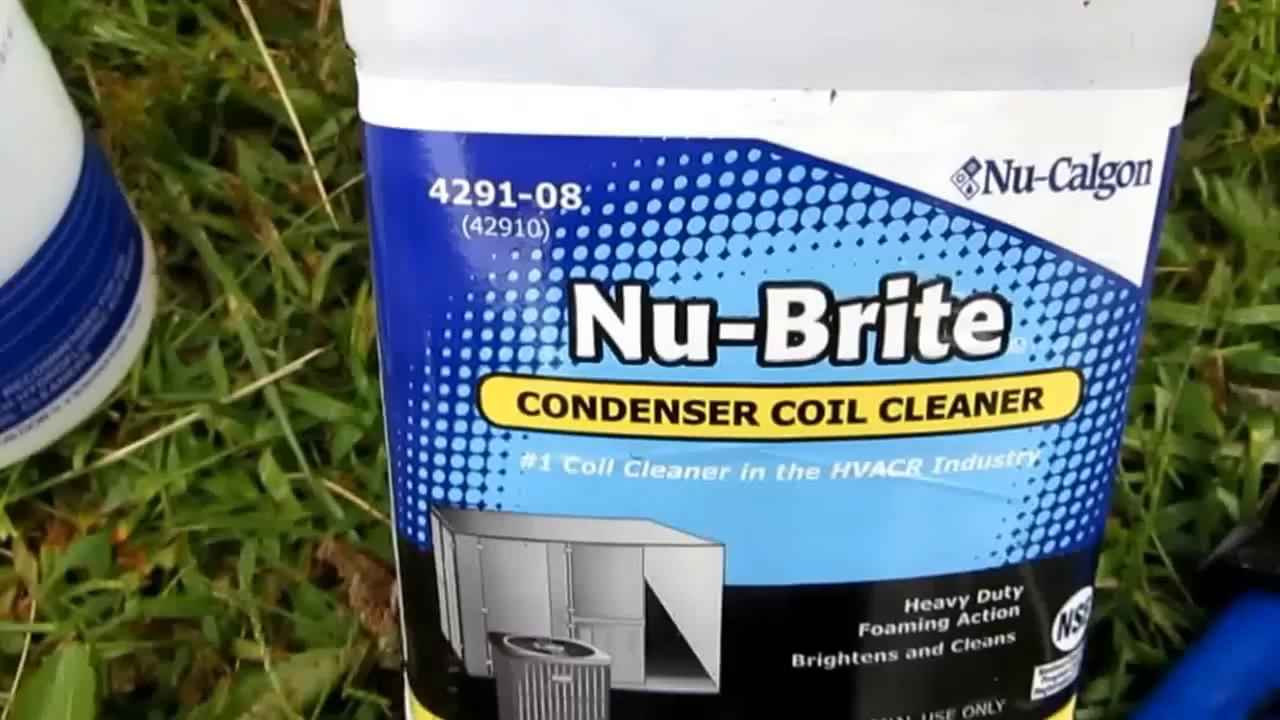 Nu-Calgon
4291-08
(42910)
Nu-Brite
CONDENSER COIL CLEANER
#1 Coil Cleaner in the HVACR Industry
Heavy Duty
Foaming Action
Brightens and Cleans
NSF
USE ONLY